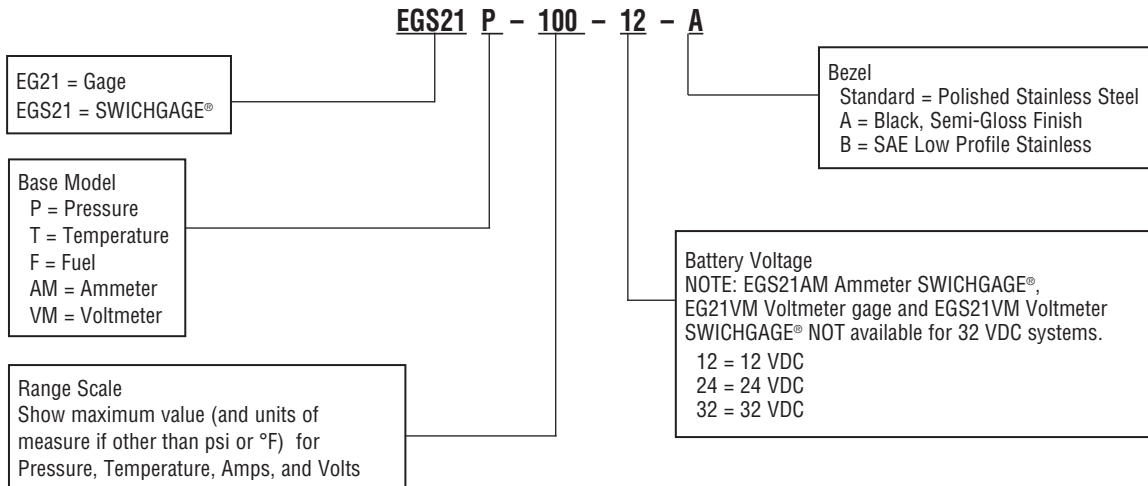 EGS21 P – 100 – 12 – A
EG21 = Gage
EGS21 = SWICHGAGE®
Base Model
P = Pressure
T = Temperature
F = Fuel
AM = Ammeter
VM = Voltmeter
Range Scale
Show maximum value (and units of
measure if other than psi or °F) for
Pressure, Temperature, Amps, and Volts
Bezel
Standard = Polished Stainless Steel
A = Black, Semi-Gloss Finish
B = SAE Low Profile Stainless
Battery Voltage
NOTE: EGS21AM Ammeter SWICHGAGE®,
EG21VM Voltmeter gage and EGS21VM Voltmeter
SWICHGAGE® NOT available for 32 VDC systems.
12 = 12 VDC
24 = 24 VDC
32 = 32 VDC